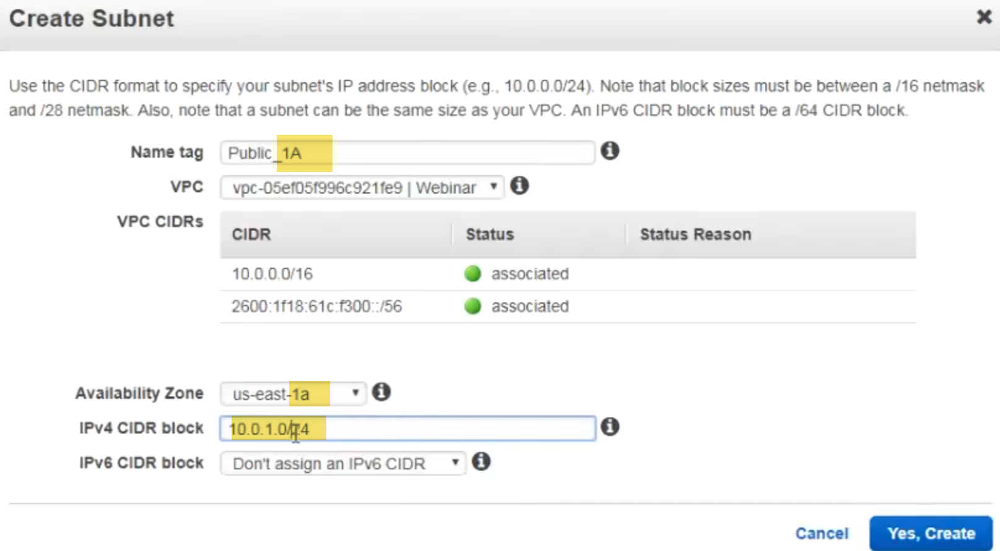 Create Subnet
Use the CIDR format to specify your subnet's IP address block (e.g., 10.0.0.0/24). Note that block sizes must be between a /16 netmask
and /28 netmask. Also, note that a subnet can be the same size as your VPC. An IPv6 CIDR block must be a /64 CIDR block.
Name tag Public_1A
VPC vpc-05ef05f996c921fe9 | Webinar
VPC CIDRs
CIDR Status Status Reason
10.0.0.0/16 associated
2600:1f18:61c:f300::/56 associated
Availability Zone us-east-1a
IPv4 CIDR block 10.0.1.0/24
IPv6 CIDR block Don't assign an IPv6 CIDR
Cancel Yes, Create